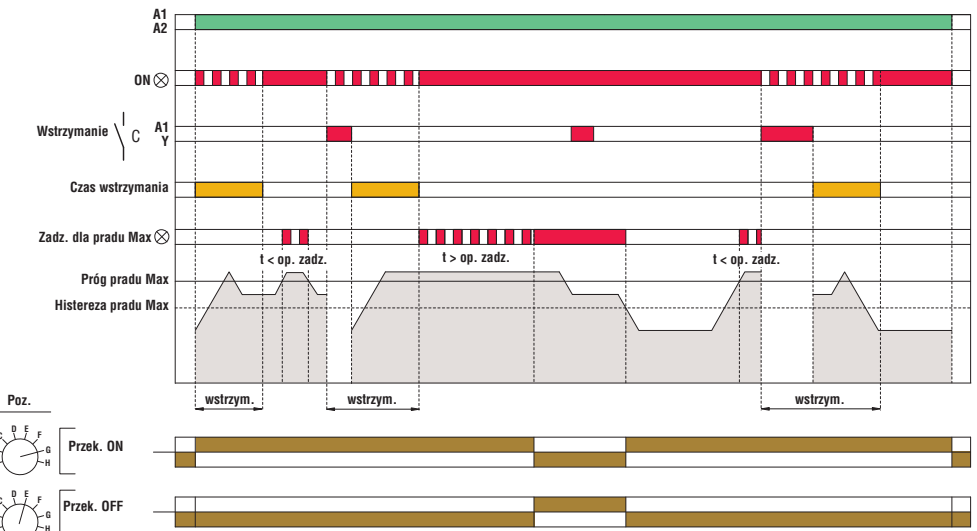 A1
A2
ON
Wstrzymanie C A1
Y
Czas wstrzymania
Zadz. dla pradu Max
t < op. zadz. t > op. zadz. t < op. zadz.
Próg pradu Max
Histereza pradu Max
wstrzym. wstrzym. wstrzym.
Poz.
C D E F G H
Przek. ON
C D E F G H
Przek. OFF